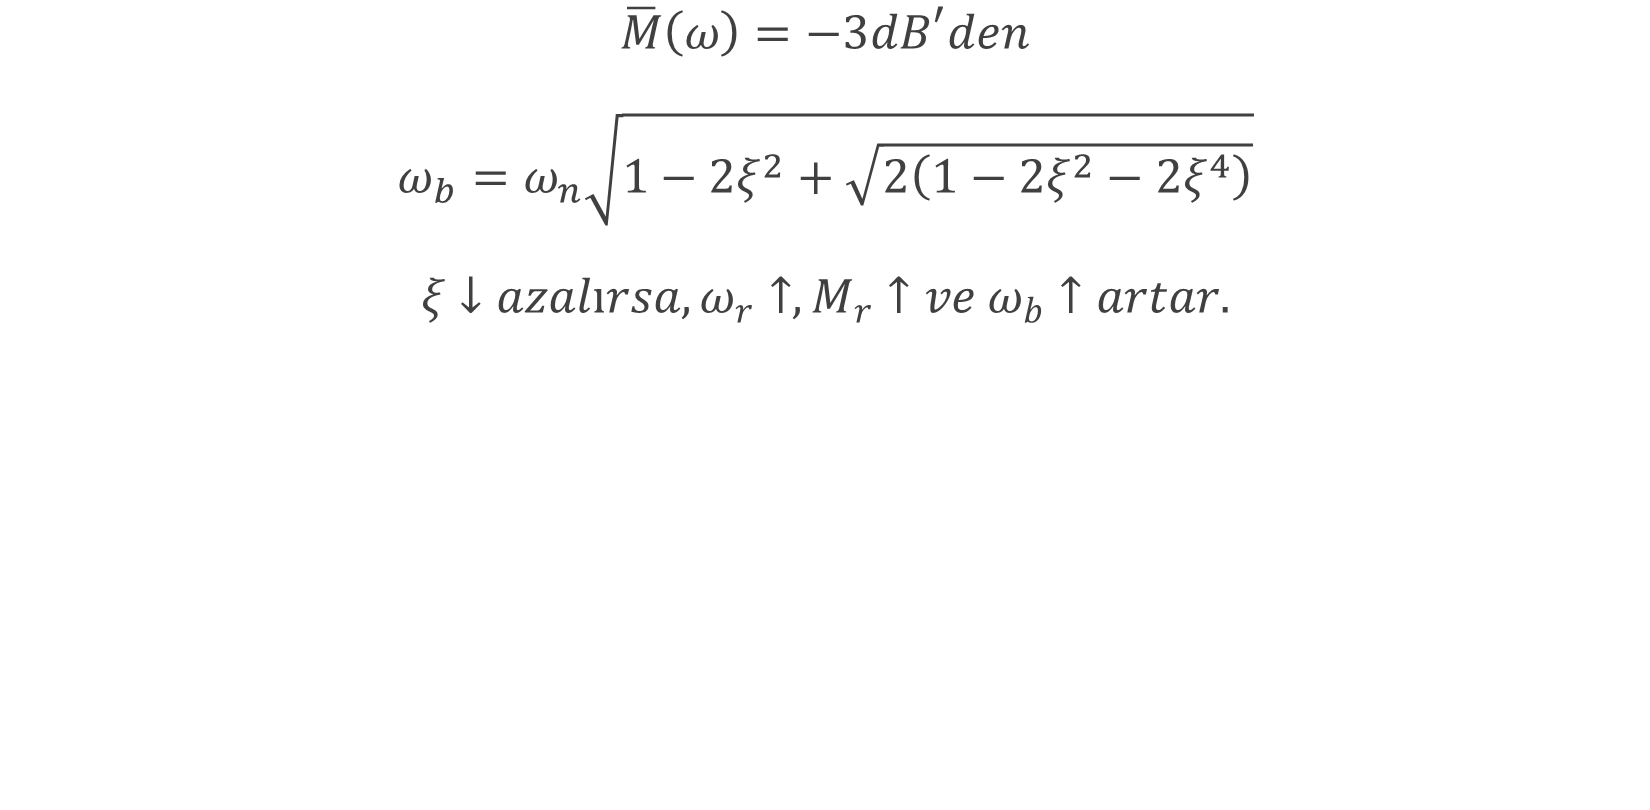 M̅(ω) = −3dB′den
ω_b = ω_n√(1 − 2ξ² + √(2(1 − 2ξ² − 2ξ⁴)))
ξ ↓ azalırsa, ω_r ↑, M_r ↑ ve ω_b ↑ artar.